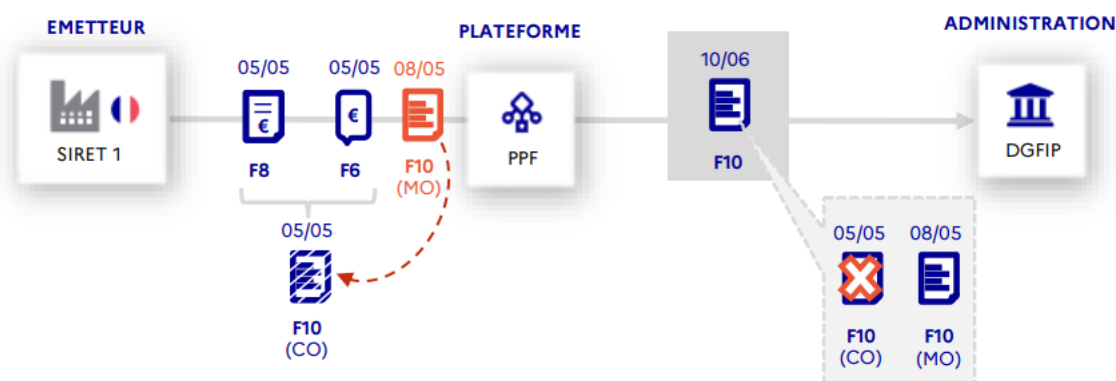 EMETTEUR
PLATEFORME
ADMINISTRATION
05/05
05/05
08/05
10/06
€
€
SIRET 1
F8
F6
F10
(MO)
PPF
F10
DGFIP
05/05
F10
(CO)
05/05
08/05
F10
(CO)
F10
(MO)